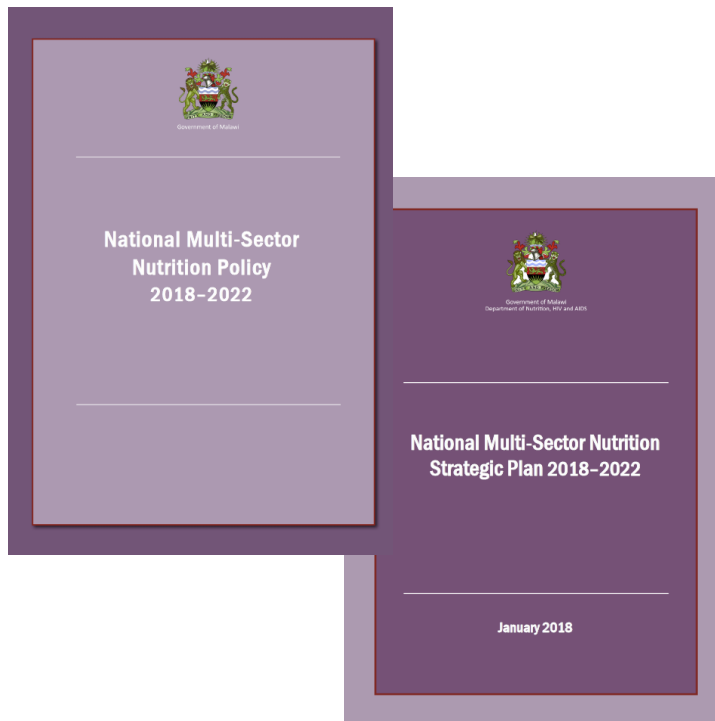 Government of Malawi
National Multi-Sector
Nutrition Policy
2018–2022
Government of Malawi
Department of Nutrition, HIV and AIDS
National Multi-Sector Nutrition
Strategic Plan 2018–2022
January 2018